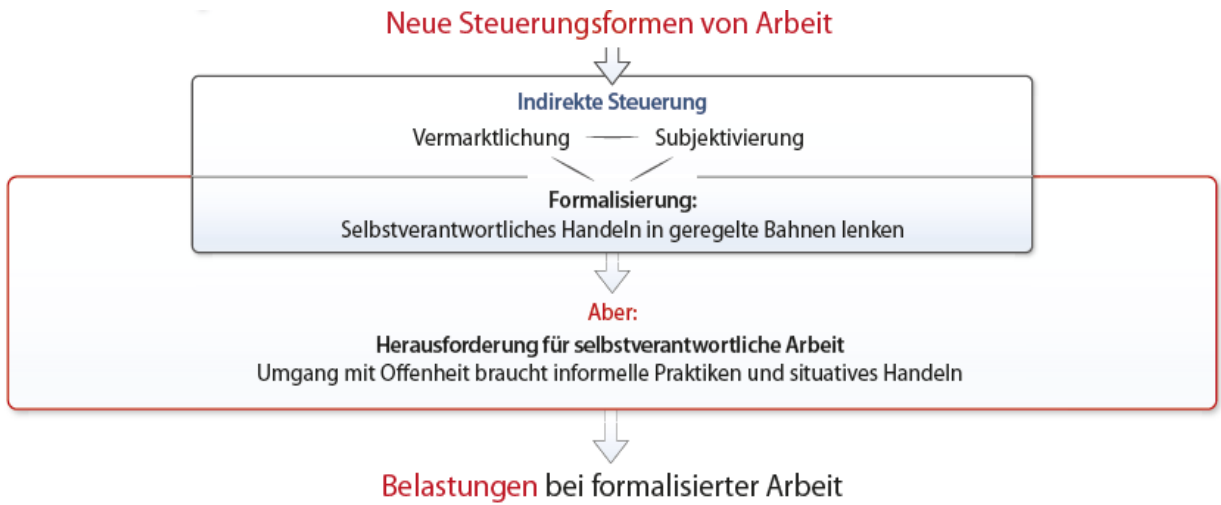 Neue Steuerungsformen von Arbeit
Indirekte Steuerung
Vermarktlichung
Subjektivierung
Formalisierung:
Selbstverantwortliches Handeln in geregelte Bahnen lenken
Aber:
Herausforderung für selbstverantwortliche Arbeit
Umgang mit Offenheit braucht informelle Praktiken und situatives Handeln
Belastungen bei formalisierter Arbeit